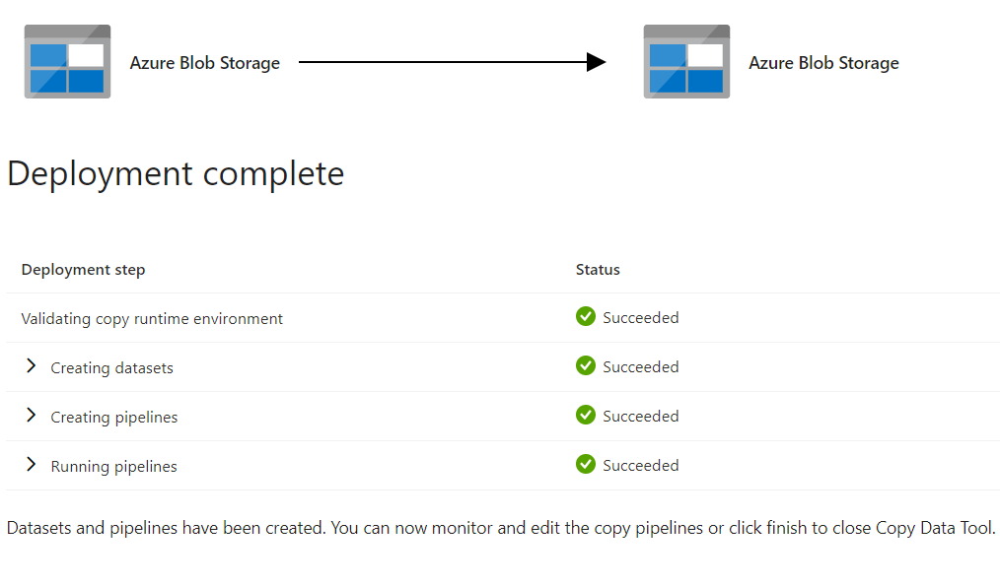 Azure Blob Storage
Azure Blob Storage
Deployment complete
Deployment step
Status
Validating copy runtime environment
Succeeded
Creating datasets
Succeeded
Creating pipelines
Succeeded
Running pipelines
Succeeded
Datasets and pipelines have been created. You can now monitor and edit the copy pipelines or click finish to close Copy Data Tool.